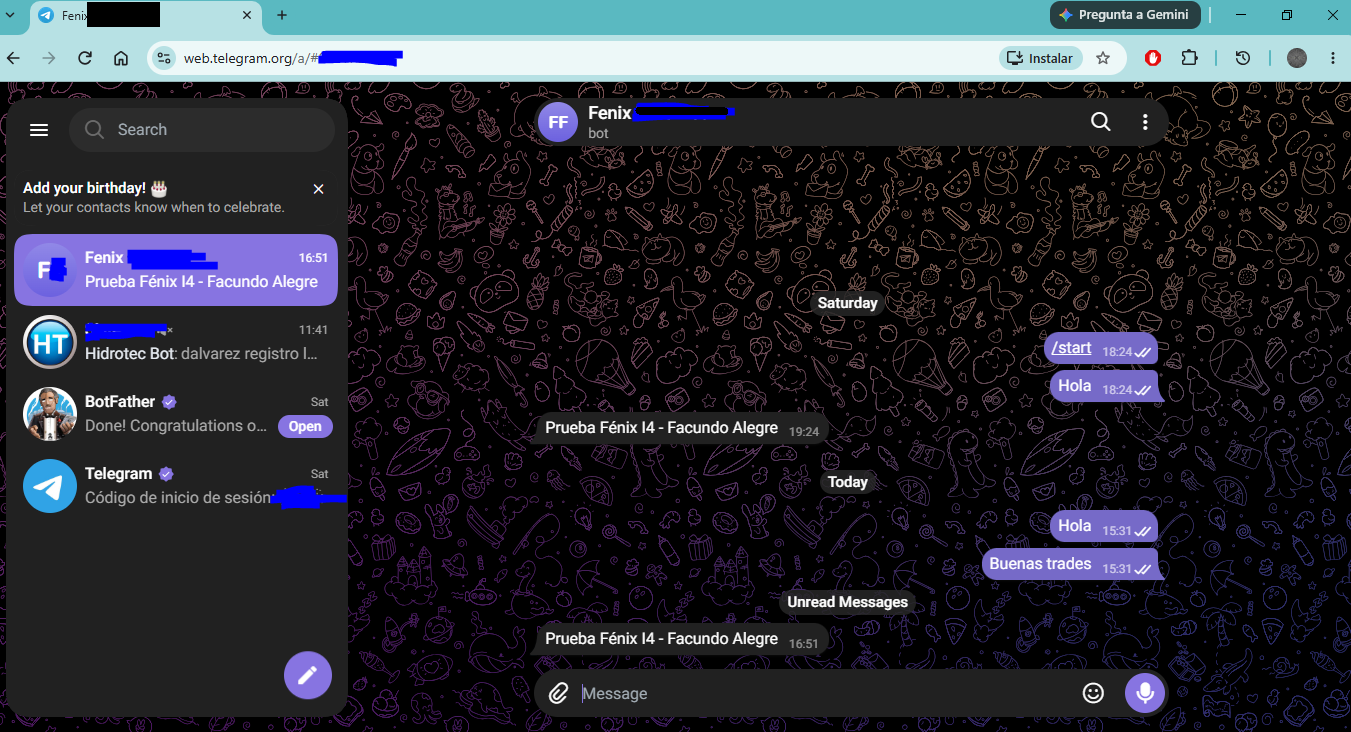 Fenix
Pregunta a Gemini
web.telegram.org/a/#
Instalar
Search
Add your birthday! 🎂
Let your contacts know when to celebrate.
Fenix
16:51
Prueba Fénix I4 - Facundo Alegre
HT
11:41
Hidrotec Bot: dalvarez registro l...
BotFather
Sat
Done! Congratulations o...
Open
Telegram
Sat
Código de inicio de sesión
FF
Fenix
bot
Saturday
/start 18:24
Hola 18:24
Prueba Fénix I4 - Facundo Alegre 19:24
Today
Hola 15:31
Buenas trades 15:31
Unread Messages
Prueba Fénix I4 - Facundo Alegre 16:51
Message